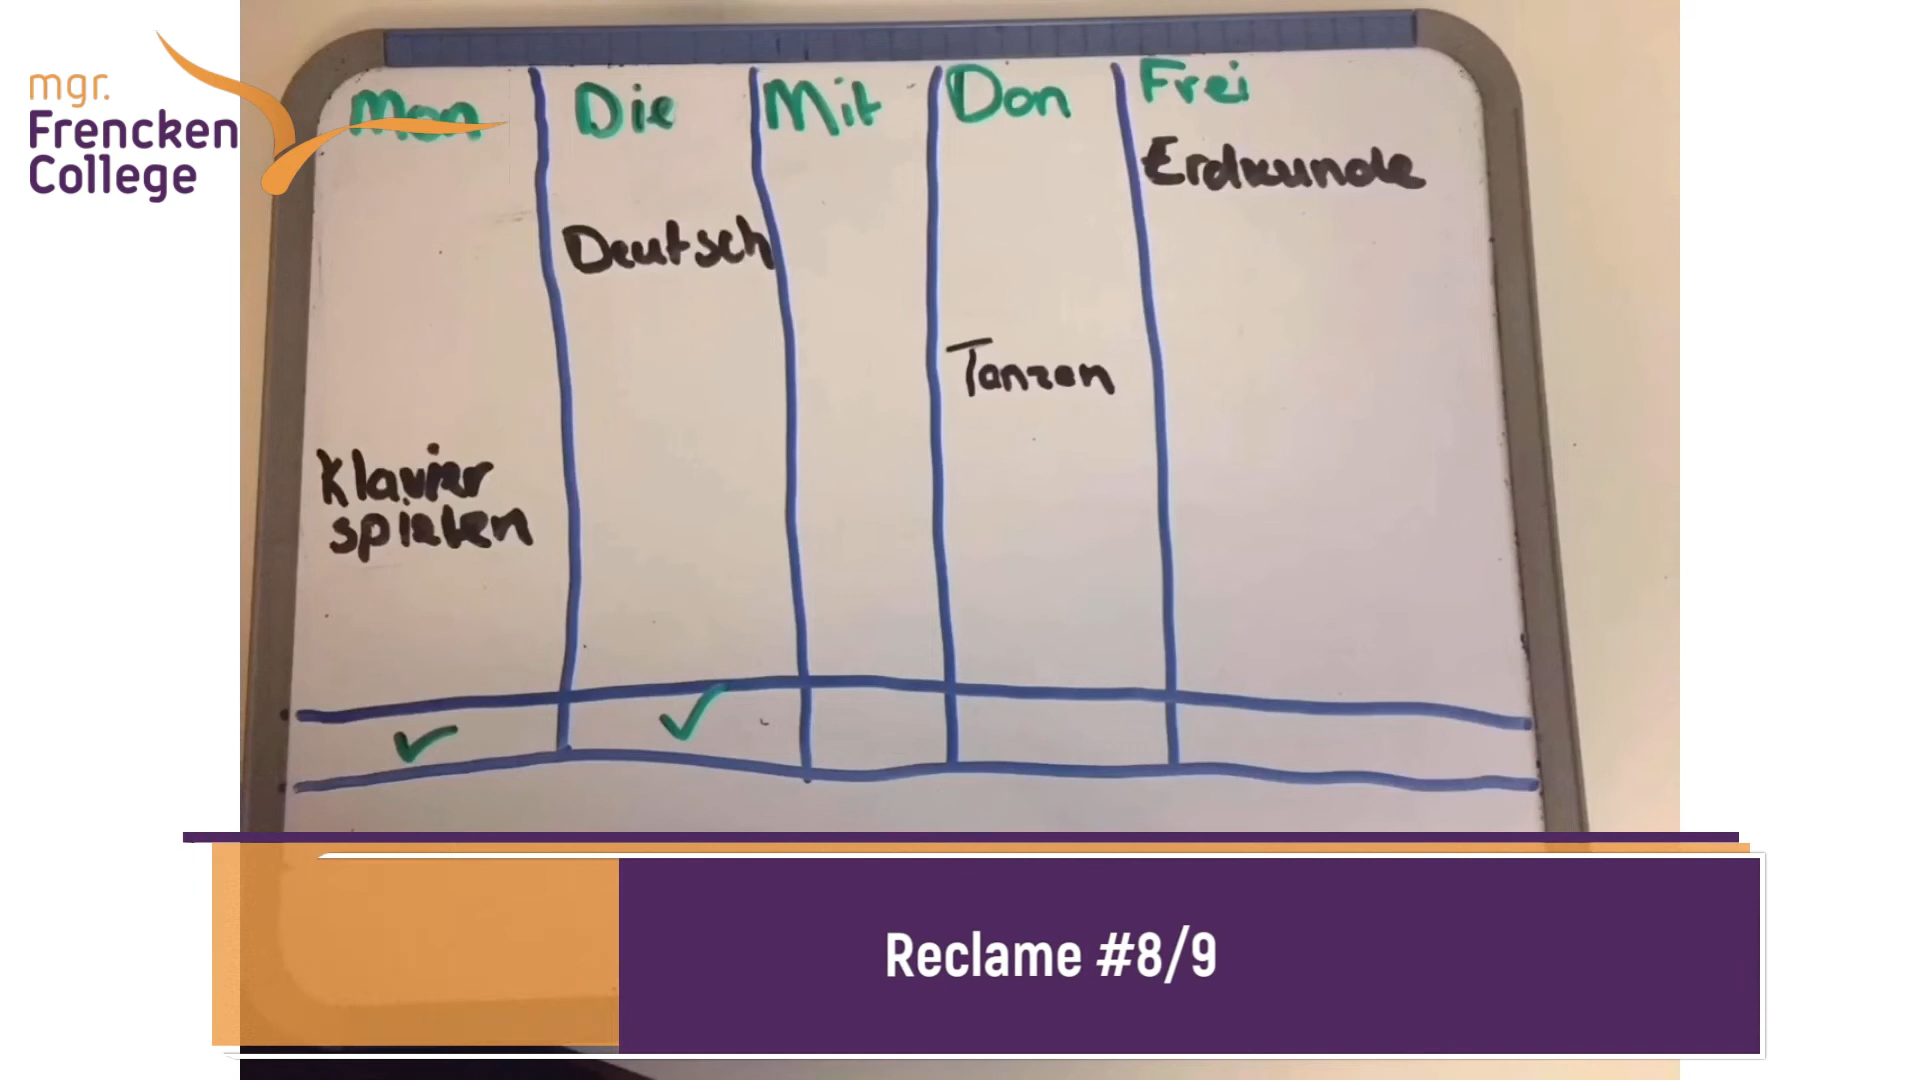 mgr.
Frencken
College
Mon Die Mit Don Frei
Erdkunde
Deutsch
Tanzen
Klavier
spielen
Reclame #8/9